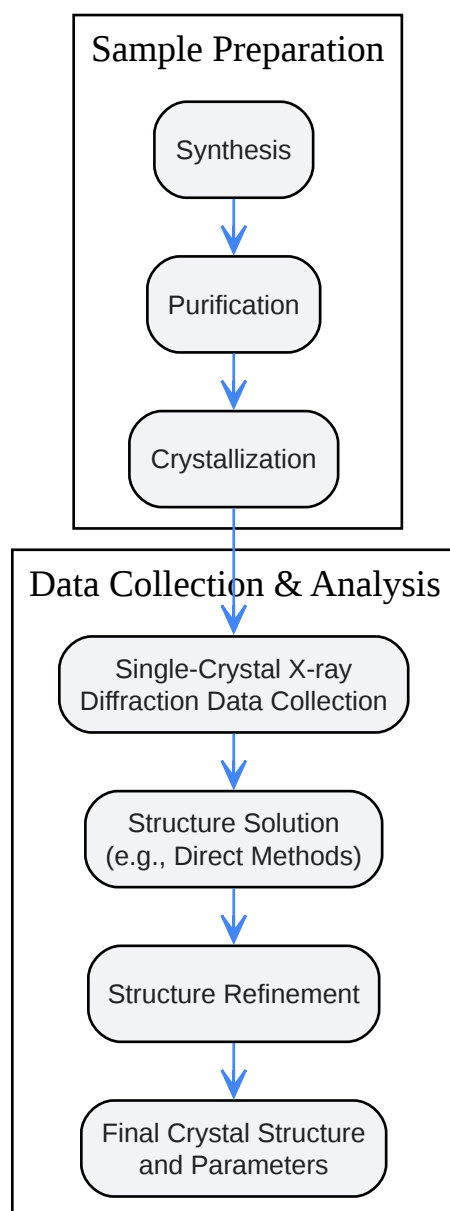 Sample Preparation
Synthesis
Purification
Crystallization
Data Collection & Analysis
Single-Crystal X-ray
Diffraction Data Collection
Structure Solution
(e.g., Direct Methods)
Structure Refinement
Final Crystal Structure
and Parameters